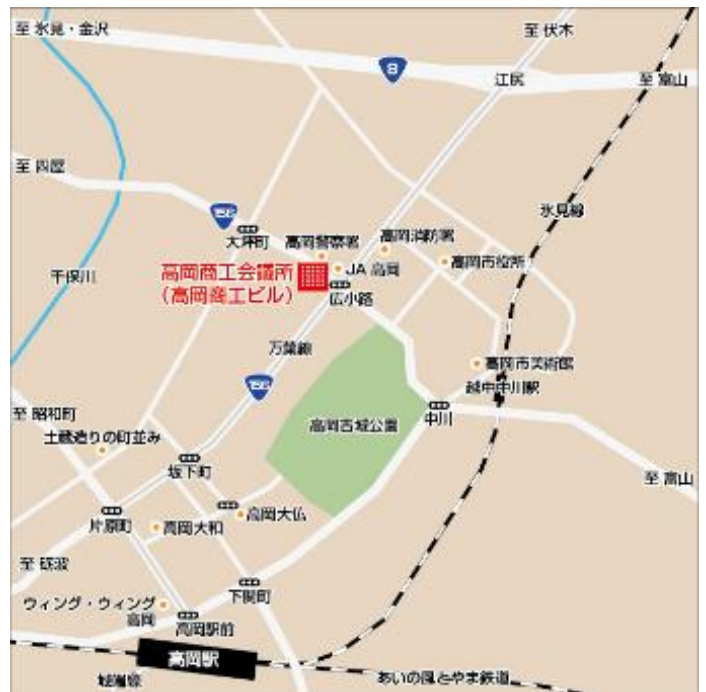 至 氷見・金沢
至 伏木
8
江尻
至 富山
至 四屋
氷見線
156
大坪町
高岡警察署
高岡消防署
高岡市役所
JA 高岡
高岡商工会議所
(高岡商工ビル)
広小路
千保川
万葉線
156
高岡市美術館
越中中川駅
至 昭和町
中川
高岡古城公園
土蔵造りの町並み
坂下町
至 富山
片原町
高岡大和
高岡大仏
至 砺波
ウィング・ウィング
高岡
下関町
高岡駅前
高岡駅
城端線
あいの風とやま鉄道